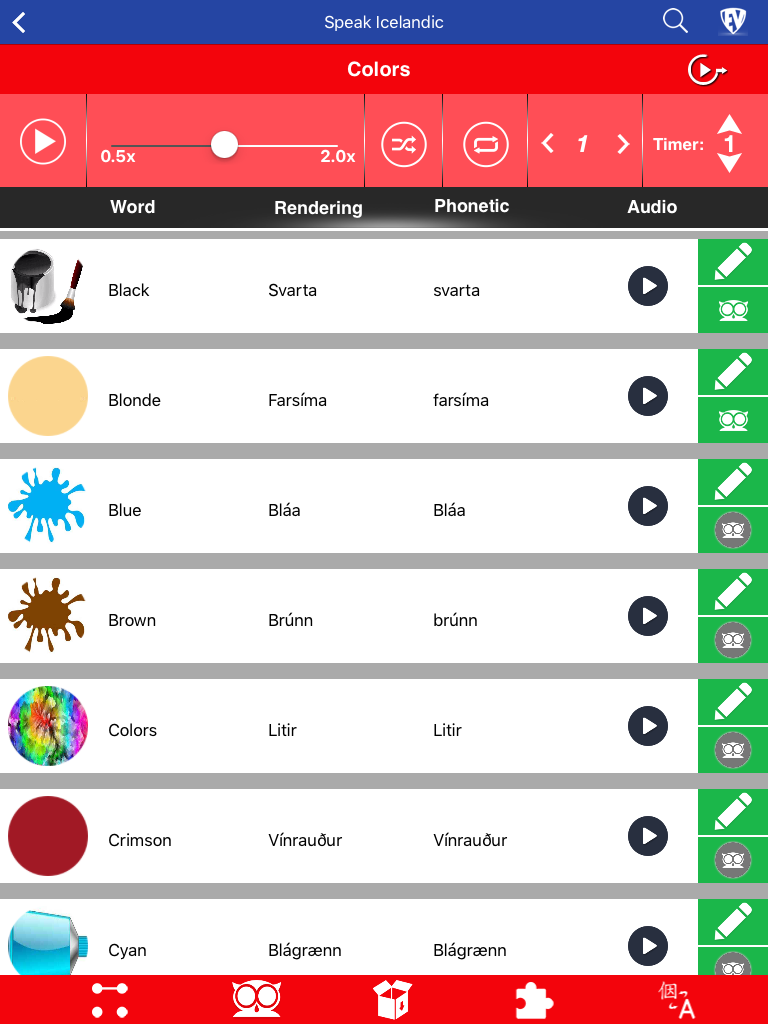 Speak Icelandic
EV
Colors
0.5x 2.0x 1 Timer: 1
Word Rendering Phonetic Audio
Black Svarta svarta
Blonde Farsíma farsíma
Blue Bláa Bláa
Brown Brúnn brúnn
Colors Litir Litir
Crimson Vínrauður Vínrauður
Cyan Blágrænn Blágrænn
個 A